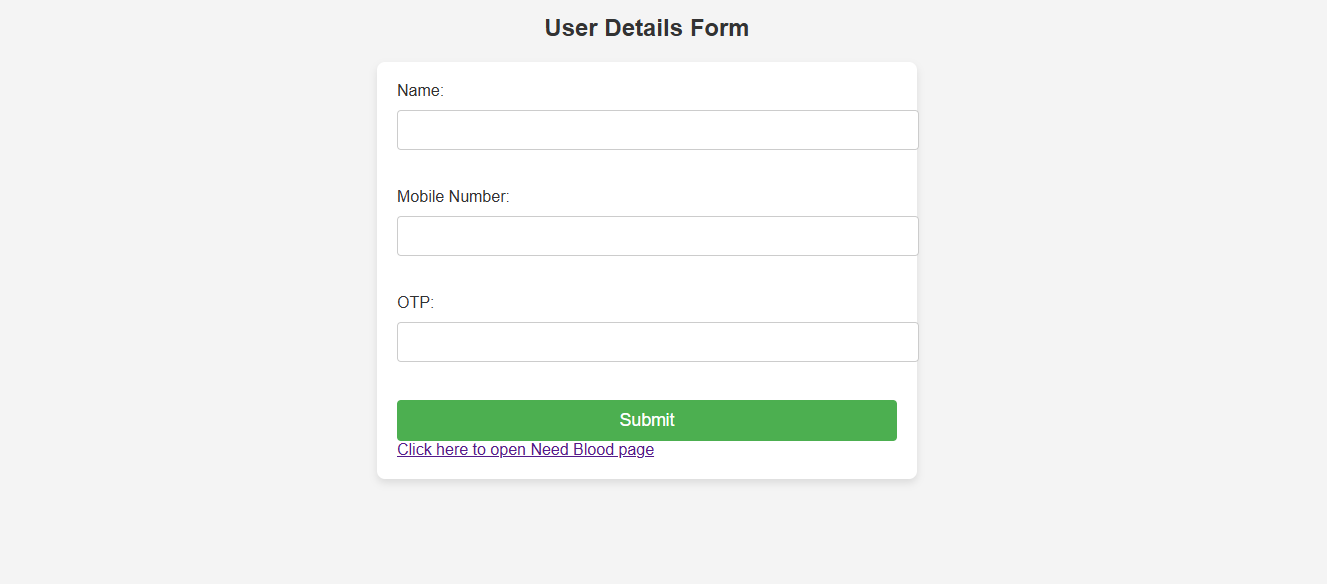 User Details Form
Name:
Mobile Number:
OTP:
Submit
Click here to open Need Blood page